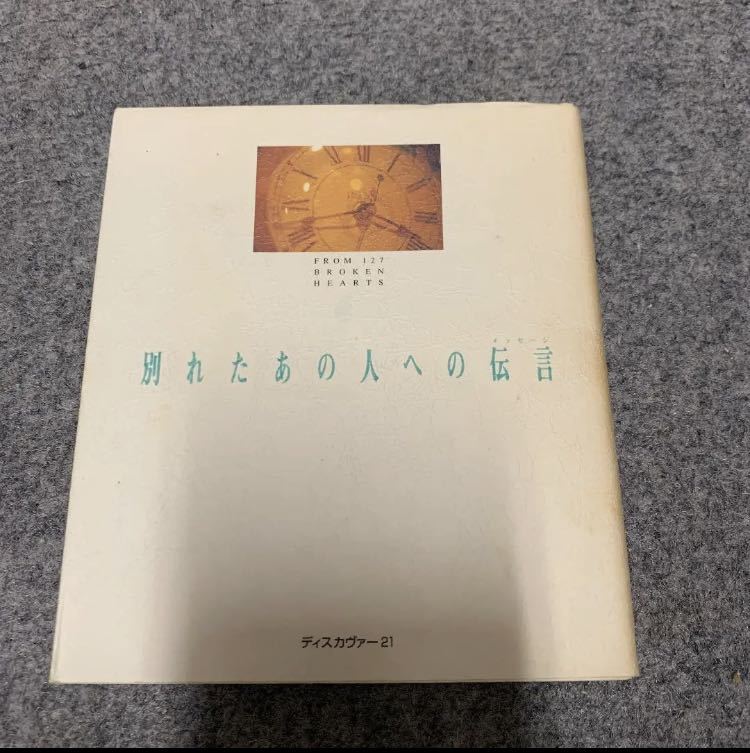 FROM 127
BROKEN
HEARTS
メッセージ
別れたあの人への伝言
ディスカヴァー21